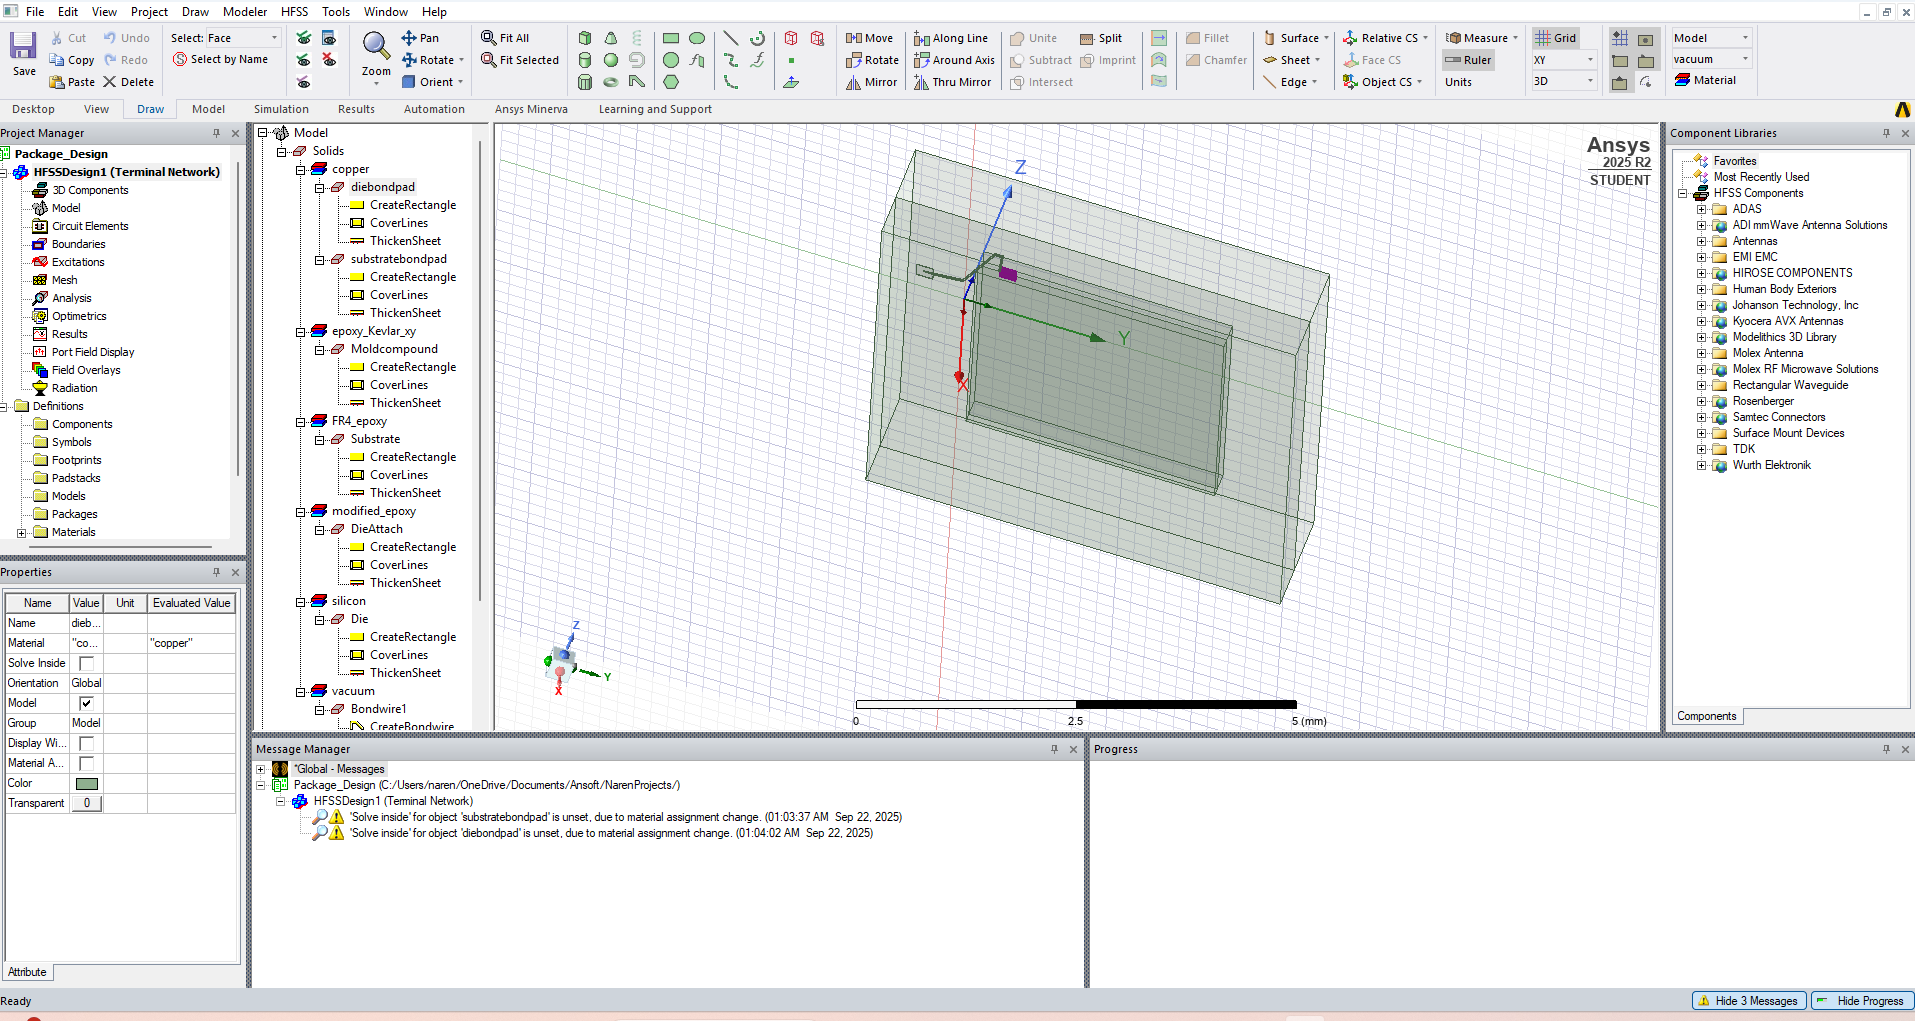 File Edit View Project Draw Modeler HFSS Tools Window Help
Save
Cut
Copy
Paste
Undo
Redo
Delete
Select: Face
Select by Name
Zoom
Pan
Rotate
Orient
Fit All
Fit Selected
Move
Rotate
Mirror
Along Line
Around Axis
Thru Mirror
Unite
Subtract
Intersect
Split
Imprint
Fillet
Chamfer
Surface
Sheet
Edge
Relative CS
Face CS
Object CS
Measure
Ruler
Units
Grid
XY
3D
Model
vacuum
Material
Desktop View Draw Model Simulation Results Automation Ansys Minerva Learning and Support
Project Manager
Package_Design
HFSSDesign1 (Terminal Network)
3D Components
Model
Circuit Elements
Boundaries
Excitations
Mesh
Analysis
Optimetrics
Results
Port Field Display
Field Overlays
Radiation
Definitions
Components
Symbols
Footprints
Padstacks
Models
Packages
Materials
Properties
Name Value Unit Evaluated Value
Name dieb...
Material "co... "copper"
Solve Inside
Orientation Global
Model
Group Model
Display Wi...
Material A...
Color
Transparent 0
Attribute
Model
Solids
copper
diebondpad
CreateRectangle
CoverLines
ThickenSheet
substratebondpad
CreateRectangle
CoverLines
ThickenSheet
epoxy_Kevlar_xy
Moldcompound
CreateRectangle
CoverLines
ThickenSheet
FR4_epoxy
Substrate
CreateRectangle
CoverLines
ThickenSheet
modified_epoxy
DieAttach
CreateRectangle
CoverLines
ThickenSheet
silicon
Die
CreateRectangle
CoverLines
ThickenSheet
vacuum
Bondwire1
CreateBondwire
Ansys
2025 R2
STUDENT
Z
Y
X
Z
Y
X
0 2.5 5 (mm)
Component Libraries
Favorites
Most Recently Used
HFSS Components
ADAS
ADI mmWave Antenna Solutions
Antennas
EMI EMC
HIROSE COMPONENTS
Human Body Exteriors
Johanson Technology, Inc
Kyocera AVX Antennas
Modelithics 3D Library
Molex Antenna
Molex RF Microwave Solutions
Rectangular Waveguide
Rosenberger
Samtec Connectors
Surface Mount Devices
TDK
Wurth Elektronik
Components
Message Manager
*Global - Messages
Package_Design (C:/Users/naren/OneDrive/Documents/Ansoft/NarenProjects/)
HFSSDesign1 (Terminal Network)
'Solve inside' for object 'substratebondpad' is unset, due to material assignment change. (01:03:37 AM Sep 22, 2025)
'Solve inside' for object 'diebondpad' is unset, due to material assignment change. (01:04:02 AM Sep 22, 2025)
Progress
Ready
Hide 3 Messages
Hide Progress